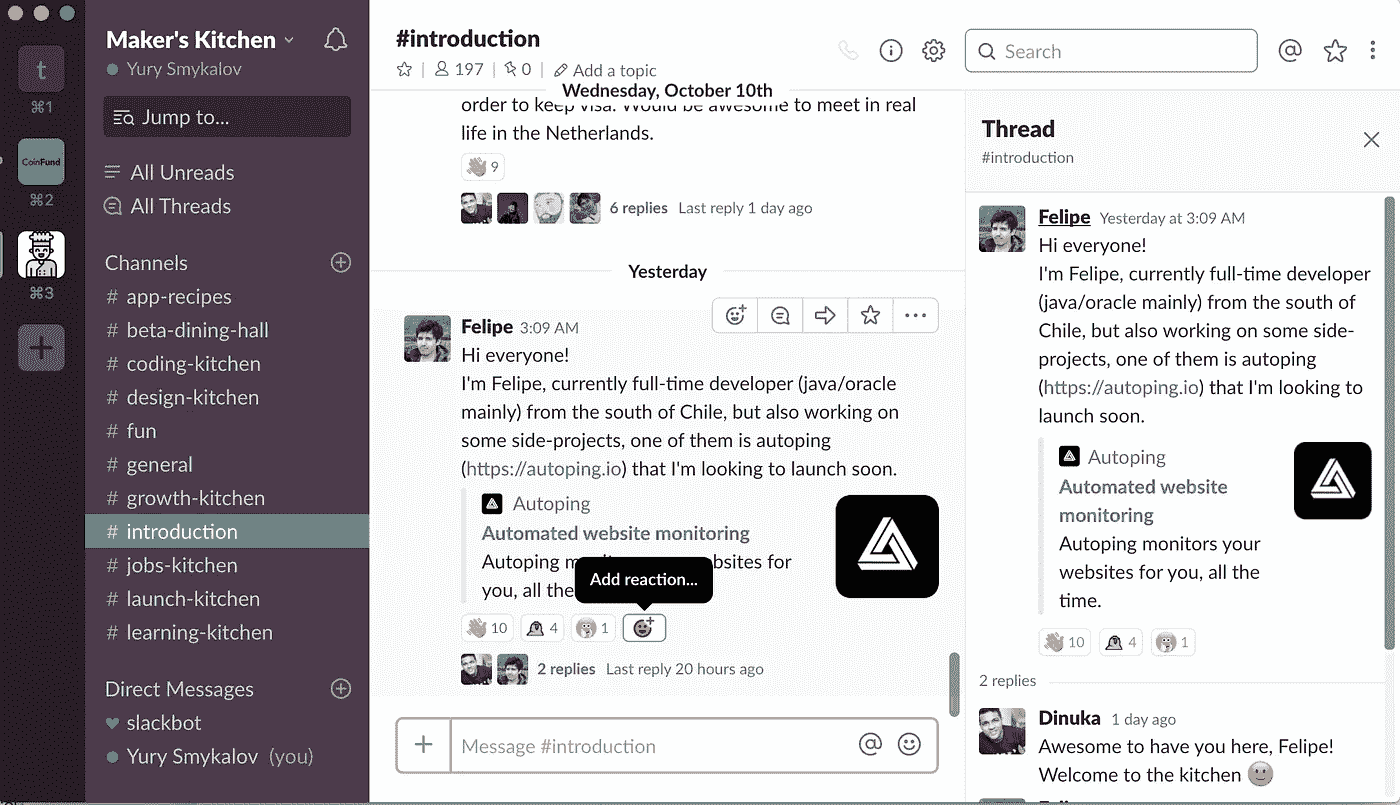 t
⌘1
CoinFund
⌘2
⌘3
Maker's Kitchen
Yury Smykalov
Jump to...
All Unreads
All Threads
Channels
# app-recipes
# beta-dining-hall
# coding-kitchen
# design-kitchen
# fun
# general
# growth-kitchen
# introduction
# jobs-kitchen
# launch-kitchen
# learning-kitchen
Direct Messages
slackbot
Yury Smykalov (you)
#introduction
197 | 0 | Add a topic
Search
Wednesday, October 10th
order to keep visa. Would be awesome to meet in real
life in the Netherlands.
9
6 replies Last reply 1 day ago
Yesterday
Felipe 3:09 AM
Hi everyone!
I'm Felipe, currently full-time developer (java/oracle
mainly) from the south of Chile, but also working on
some side-projects, one of them is autoping
(https://autoping.io) that I'm looking to launch soon.
Autoping
Automated website monitoring
Autoping websites for
you, all the
Add reaction...
10 4 1
2 replies Last reply 20 hours ago
Message #introduction
Thread
#introduction
Felipe Yesterday at 3:09 AM
Hi everyone!
I'm Felipe, currently full-time developer
(java/oracle mainly) from the south of
Chile, but also working on some side-
projects, one of them is autoping
(https://autoping.io) that I'm looking to
launch soon.
Autoping
Automated website
monitoring
Autoping monitors your
websites for you, all the
time.
10 4 1
2 replies
Dinuka 1 day ago
Awesome to have you here, Felipe!
Welcome to the kitchen